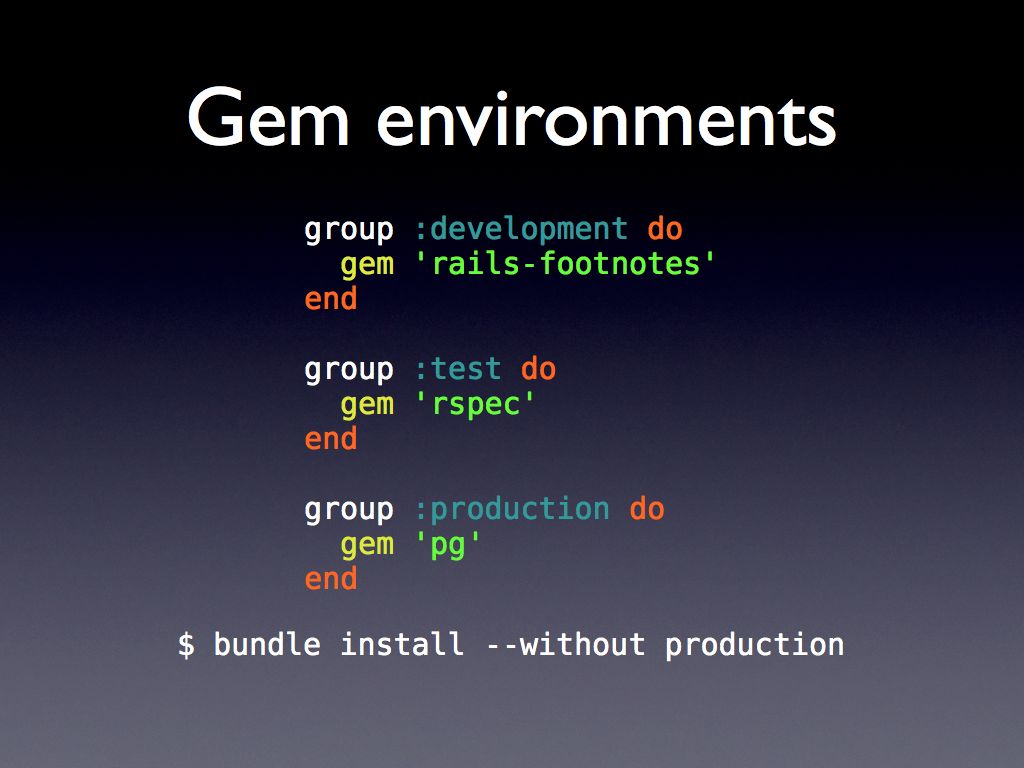 Gem environments
group :development do
  gem 'rails-footnotes'
end
group :test do
  gem 'rspec'
end
group :production do
  gem 'pg'
end
$ bundle install --without production